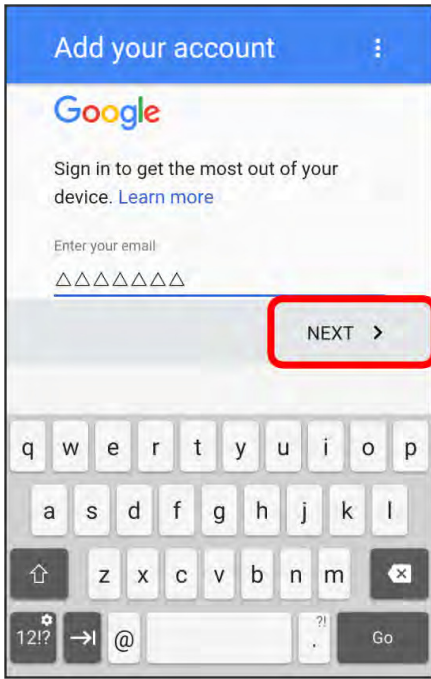 Add your account
Google
Sign in to get the most out of your
device. Learn more
Enter your email
△△△△△△△
NEXT >
q w e r t y u i o p
a s d f g h j k l
z x c v b n m
12!? @ ?! . Go